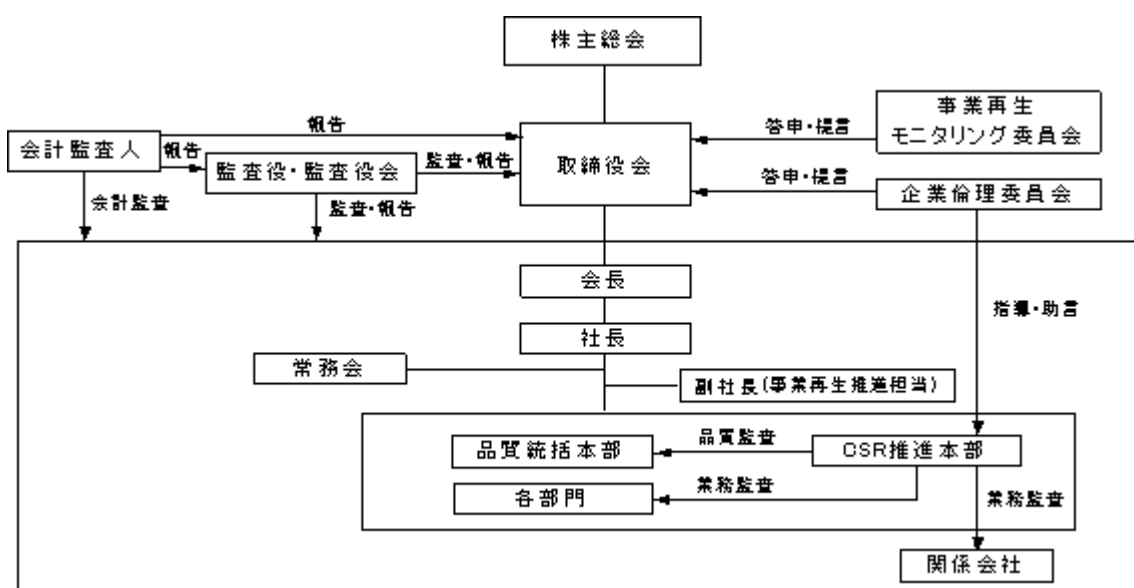 株主総会
事業再生
モニタリング委員会
報告
答申・提言
会計監査人
報告
監査役・監査役会
監査・報告
取締役会
答申・提言
企業倫理委員会
会計監査
監査・報告
会長
指導・助言
社長
常務会
副社長(事業再生推進担当)
品質統括本部
品質監査
CSR推進本部
各部門
業務監査
業務監査
関係会社